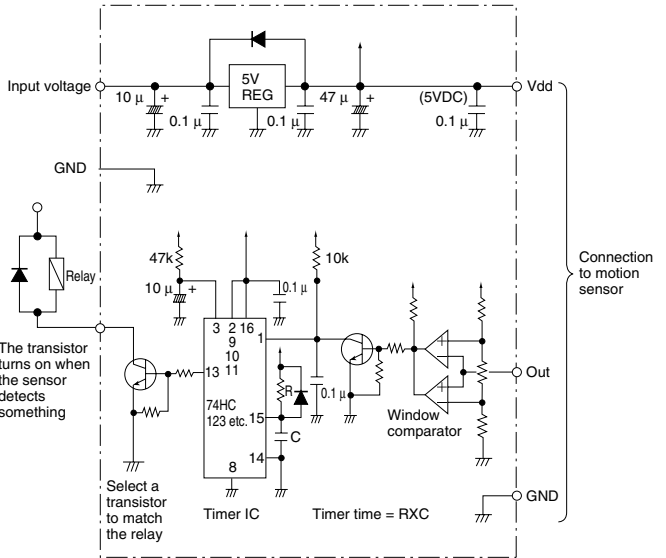 Input voltage
10 μ
+
0.1 μ
5V
REG
0.1 μ
47 μ
+
(5VDC)
0.1 μ
Vdd
GND
Relay
47k
10 μ
+
0.1 μ
10k
3
2
16
9
10
11
1
13
15
14
8
74HC
123 etc.
R
C
0.1 μ
+
-
+
-
Window
comparator
Out
Connection
to motion
sensor
The transistor
turns on when
the sensor
detects
something
Select a
transistor
to match
the relay
Timer IC
Timer time = RXC
GND